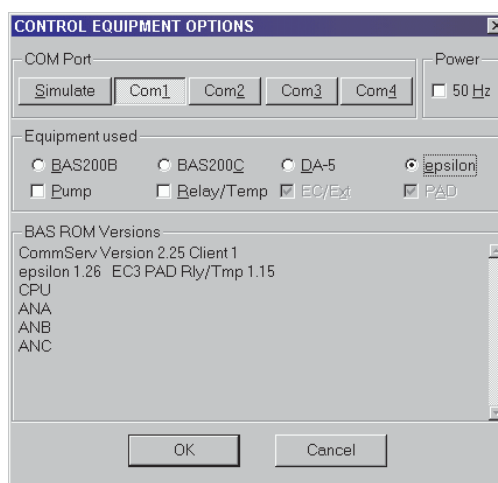 CONTROL EQUIPMENT OPTIONS
COM Port
Power
Simulate Com1 Com2 Com3 Com4 50 Hz
Equipment used
BAS200B BAS200C DA-5 epsilon
Pump Relay/Temp EC/Ext PAD
BAS ROM Versions
CommServ Version 2.25 Client 1
epsilon 1.26 EC3 PAD Rly/Tmp 1.15
CPU
ANA
ANB
ANC
OK Cancel